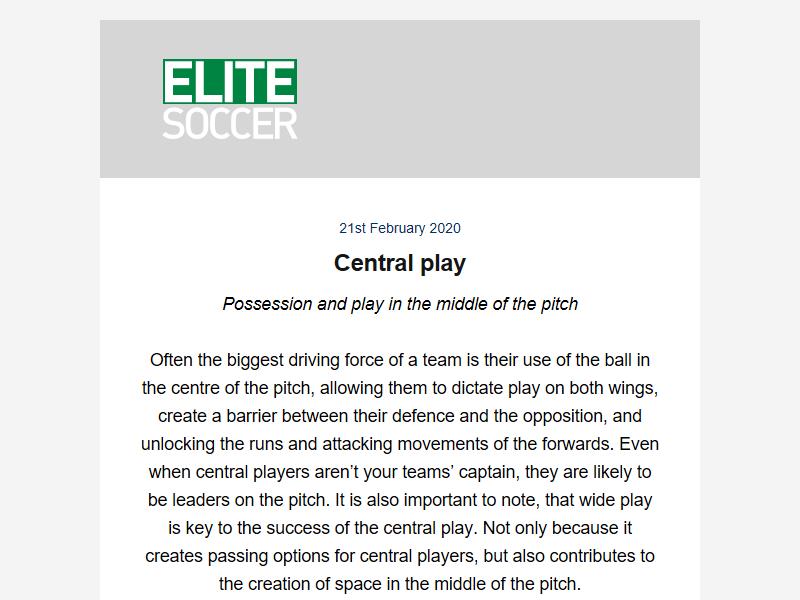 ELITE
SOCCER
21st February 2020
Central play
Possession and play in the middle of the pitch
Often the biggest driving force of a team is their use of the ball in
the centre of the pitch, allowing them to dictate play on both wings,
create a barrier between their defence and the opposition, and
unlocking the runs and attacking movements of the forwards. Even
when central players aren’t your teams’ captain, they are likely to
be leaders on the pitch. It is also important to note, that wide play
is key to the success of the central play. Not only because it
creates passing options for central players, but also contributes to
the creation of space in the middle of the pitch.